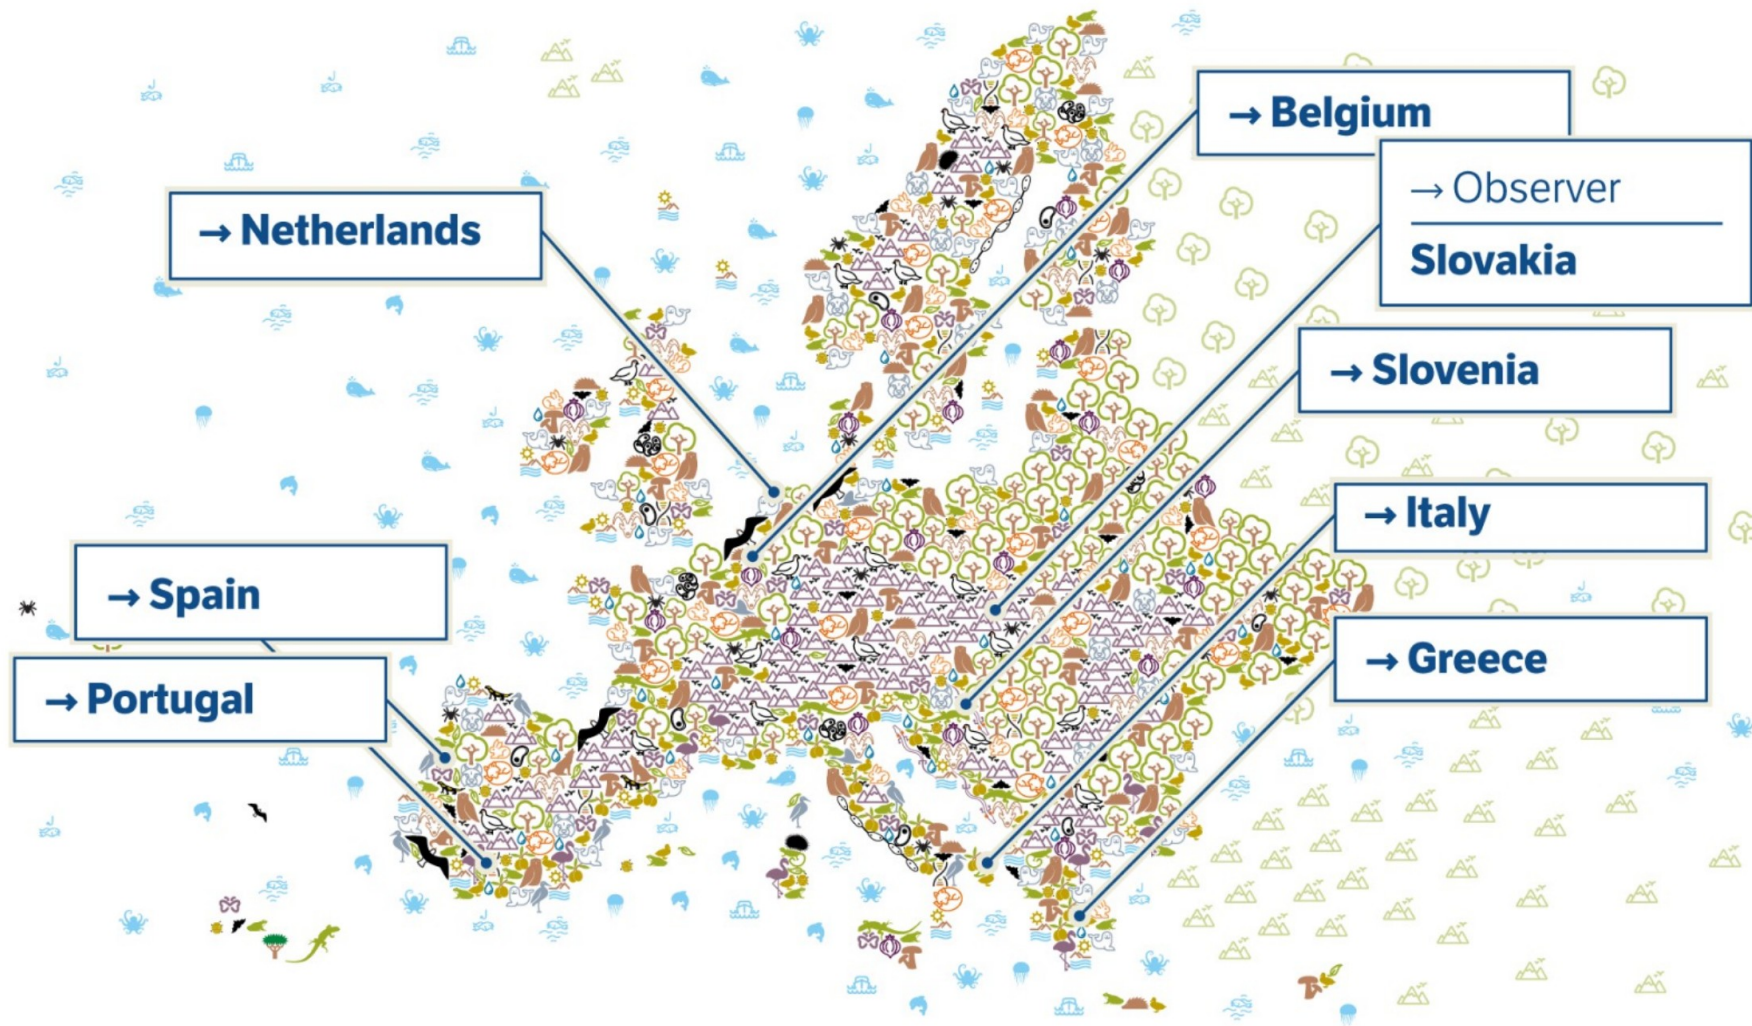 → Belgium
→ Observer
Slovakia
→ Netherlands
→ Slovenia
→ Italy
→ Spain
→ Greece
→ Portugal